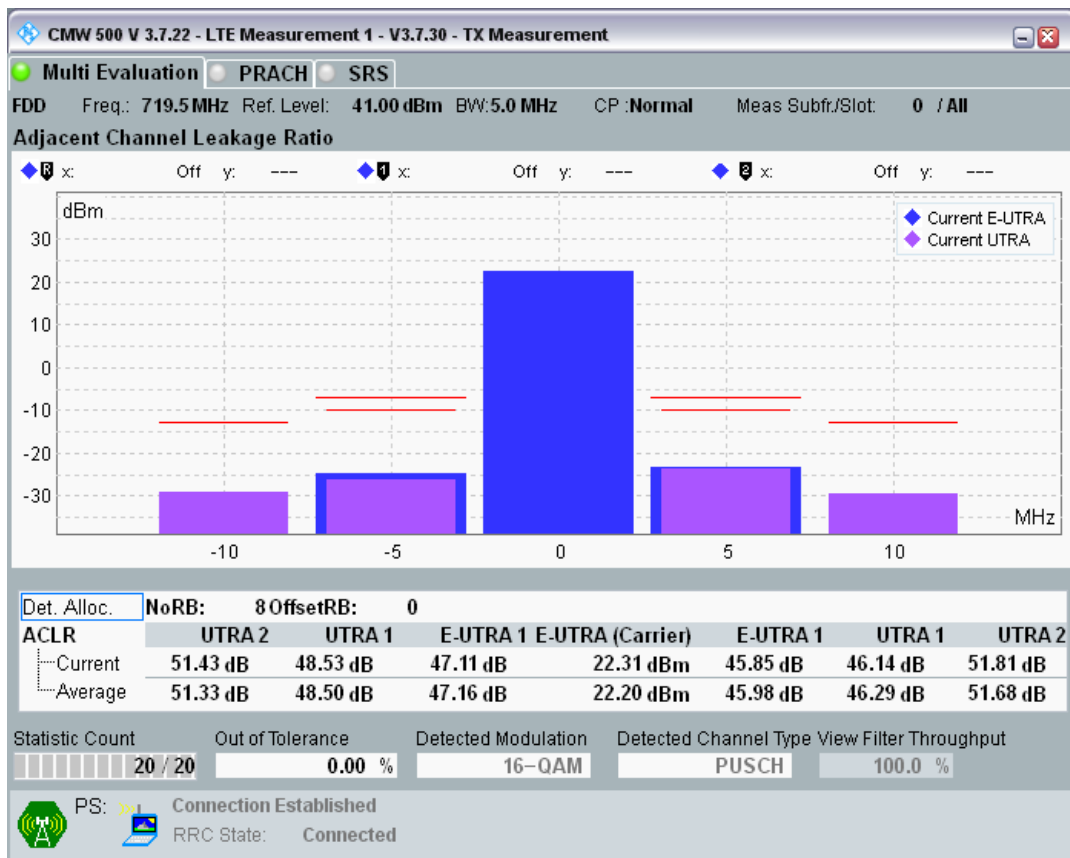 CMW 500 V 3.7.22 - LTE Measurement 1 - V3.7.30 - TX Measurement
Multi Evaluation PRACH SRS
FDD Freq.: 719.5 MHz Ref. Level: 41.00 dBm BW:5.0 MHz CP :Normal Meas Subfr./Slot: 0 / All
Adjacent Channel Leakage Ratio
R x: Off y: --- 1 x: Off y: --- 2 x: Off y: ---
dBm
Current E-UTRA
Current UTRA
30
20
10
0
-10
-20
-30
MHz
-10 -5 0 5 10
Det. Alloc. NoRB: 8 OffsetRB: 0
ACLR UTRA 2 UTRA 1 E-UTRA 1 E-UTRA (Carrier) E-UTRA 1 UTRA 1 UTRA 2
Current 51.43 dB 48.53 dB 47.11 dB 22.31 dBm 45.85 dB 46.14 dB 51.81 dB
Average 51.33 dB 48.50 dB 47.16 dB 22.20 dBm 45.98 dB 46.29 dB 51.68 dB
Statistic Count Out of Tolerance Detected Modulation Detected Channel Type View Filter Throughput
20 / 20 0.00 % 16-QAM PUSCH 100.0 %
PS: Connection Established
RRC State: Connected